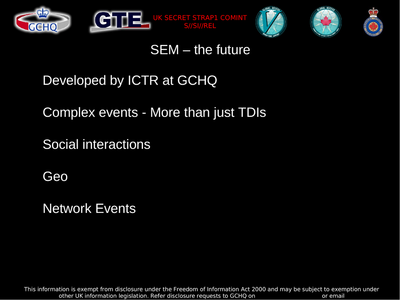 GCHQ
GTE
UK SECRET STRAP1 COMINT
SEM – the future
Developed by ICTR at GCHQ
Complex events - More than just TDIs
Social interactions
Geo
Network Events
This information is exempt from disclosure under the Freedom of Information Act 2000 and may be subject to exemption under
other UK information legislation. Refer disclosure requests to GCHQ on or email